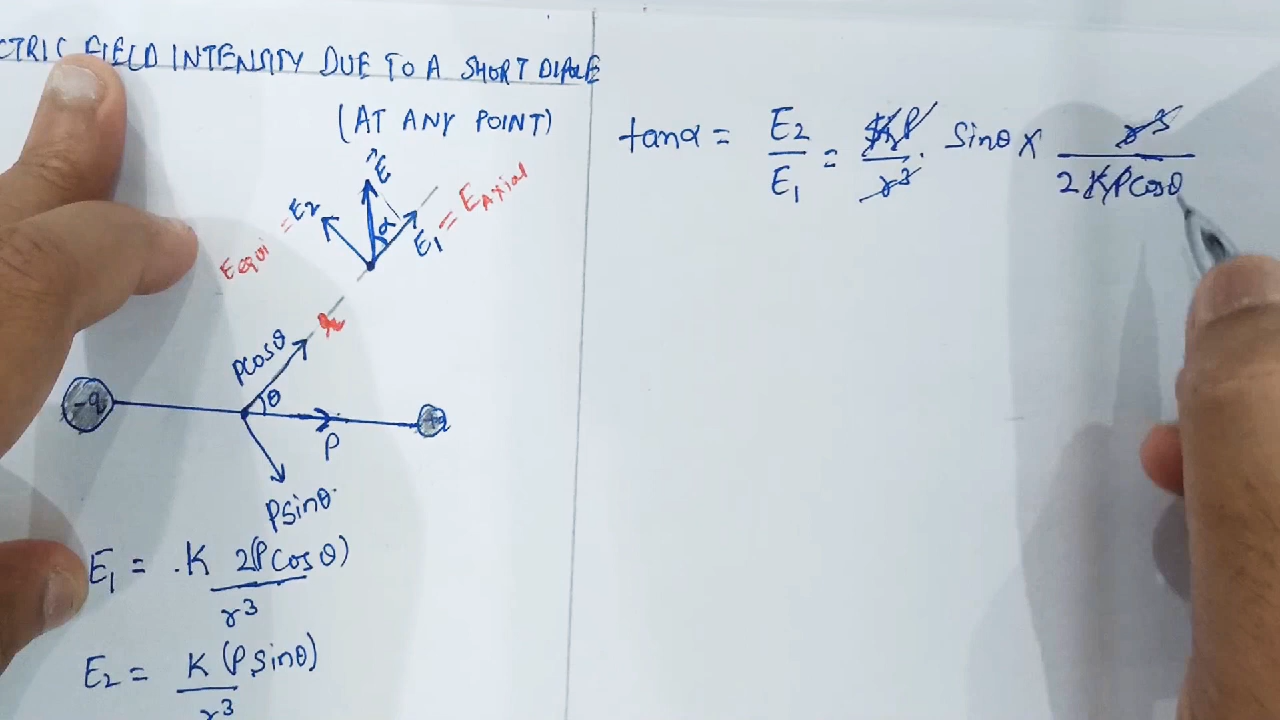 CTRIC FIELD INTENSITY DUE TO A SHORT DIPOLE
(AT ANY POINT)
E
E2
Eequi =
α
E1 = EAxial
r
Pcosθ
θ
-q
+q
P
Psinθ
E1 = .K 2(Pcosθ) / r3
E2 = K (Psinθ) / r3
tanα = E2 / E1 = KP / r3 . Sinθ × r3 / 2KPcosθ